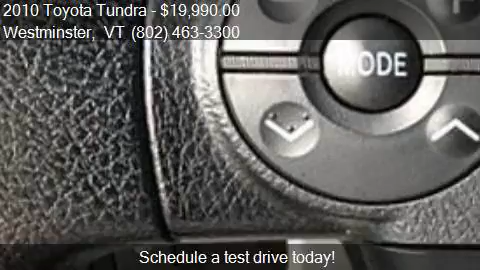 2010 Toyota Tundra - $19,990.00
Westminster, VT (802) 463-3300
MODE
Schedule a test drive today!